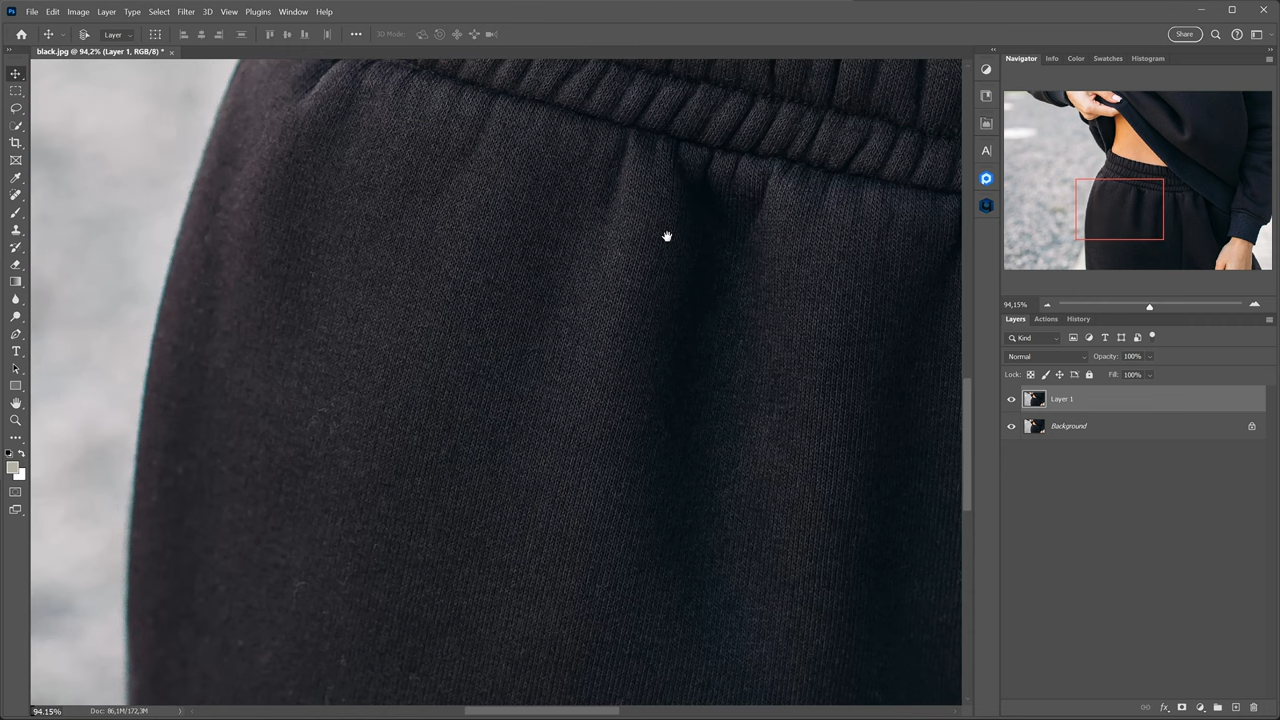 Ps File Edit Image Layer Type Select Filter 3D View Plugins Window Help
Layer 3D Mode: Share
black.jpg @ 94,2% (Layer 1, RGB/8) *
Navigator Info Color Swatches Histogram
94,15%
Layers Actions History
Kind
Normal Opacity: 100%
Lock: Fill: 100%
Layer 1
Background
94.15% Doc: 86,1M/172,3M